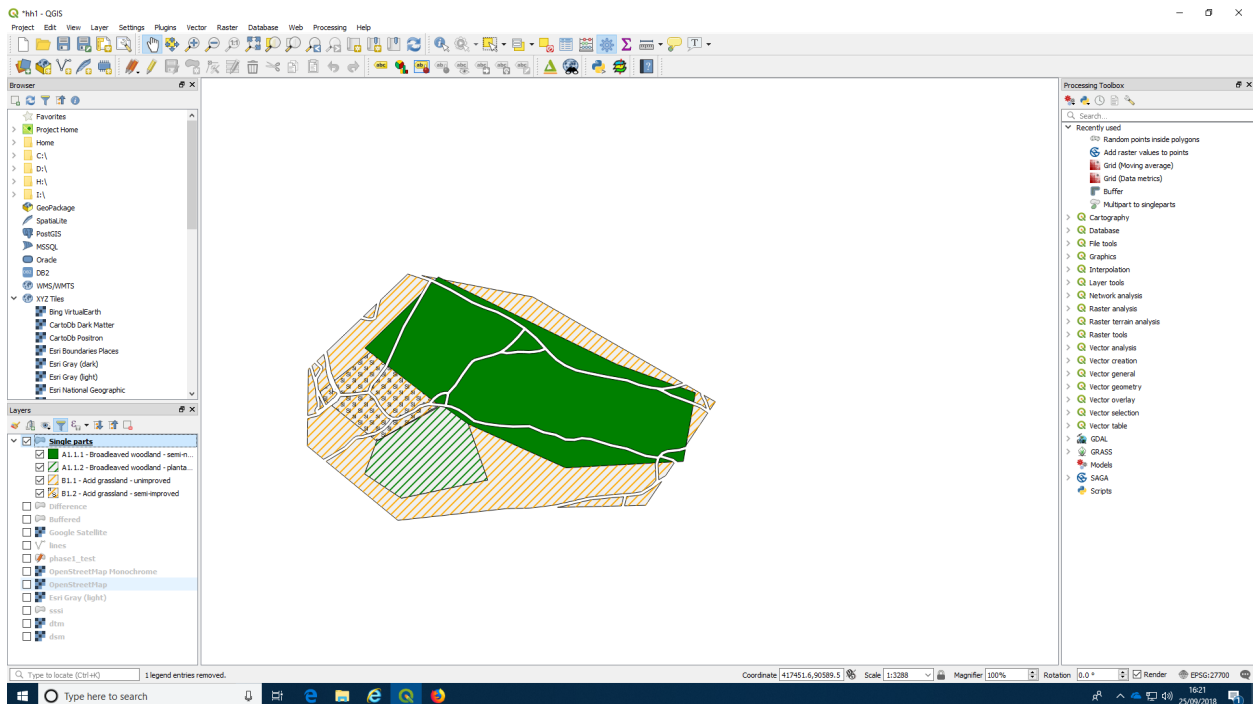 *hh1 - QGIS
Project Edit View Layer Settings Plugins Vector Raster Database Web Processing Help
Browser
Favorites
Project Home
Home
C:\
D:\
H:\
I:\
GeoPackage
SpatiaLite
PostGIS
MSSQL
Oracle
DB2
WMS/WMTS
XYZ Tiles
Bing VirtualEarth
CartoDb Dark Matter
CartoDb Positron
Esri Boundaries Places
Esri Gray (dark)
Esri Gray (light)
Esri National Geographic
Layers
Single parts
A1.1.1 - Broadleaved woodland - semi-n...
A1.1.2 - Broadleaved woodland - planta...
B1.1 - Acid grassland - unimproved
B1.2 - Acid grassland - semi-improved
Difference
Buffered
Google Satellite
lines
phase1_test
OpenStreetMap Monochrome
OpenStreetMap
Esri Gray (light)
sssi
dtm
dsm
Processing Toolbox
Search...
Recently used
Random points inside polygons
Add raster values to points
Grid (Moving average)
Grid (Data metrics)
Buffer
Multipart to singleparts
Cartography
Database
File tools
Graphics
Interpolation
Layer tools
Network analysis
Raster analysis
Raster terrain analysis
Raster tools
Vector analysis
Vector creation
Vector general
Vector geometry
Vector overlay
Vector selection
Vector table
GDAL
GRASS
Models
SAGA
Scripts
Type to locate (Ctrl+K) 1 legend entries removed. Coordinate 417451.6,90589.5 Scale 1:3288 Magnifier 100% Rotation 0.0 ° Render EPSG:27700
Type here to search
16:21
25/09/2018